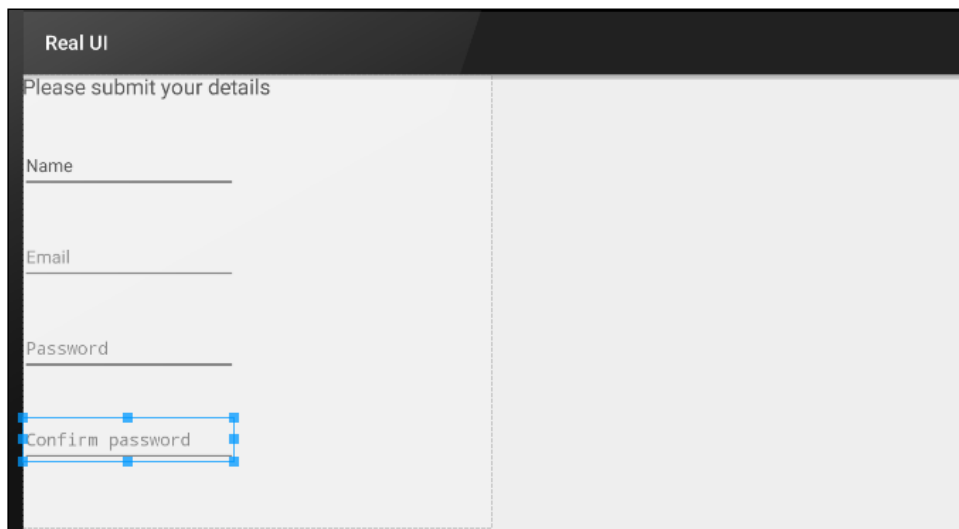 Real UI
Please submit your details
Name
Email
Password
Confirm password